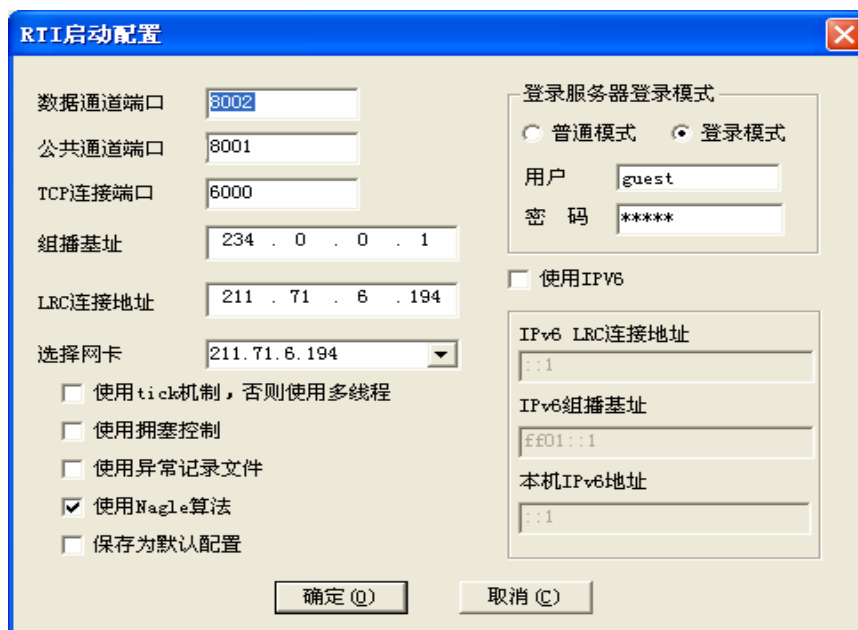 RTI启动配置
数据通道端口 8002
公共通道端口 8001
TCP连接端口 6000
组播基址 234 . 0 . 0 . 1
LRC连接地址 211 . 71 . 6 . 194
选择网卡 211.71.6.194
使用tick机制，否则使用多线程
使用拥塞控制
使用异常记录文件
使用Nagle算法
保存为默认配置
登录服务器登录模式
普通模式 登录模式
用户 guest
密 码 *****
使用IPV6
IPv6 LRC连接地址
::1
IPv6组播基址
ff01::1
本机IPv6地址
::1
确定(O) 取消(C)